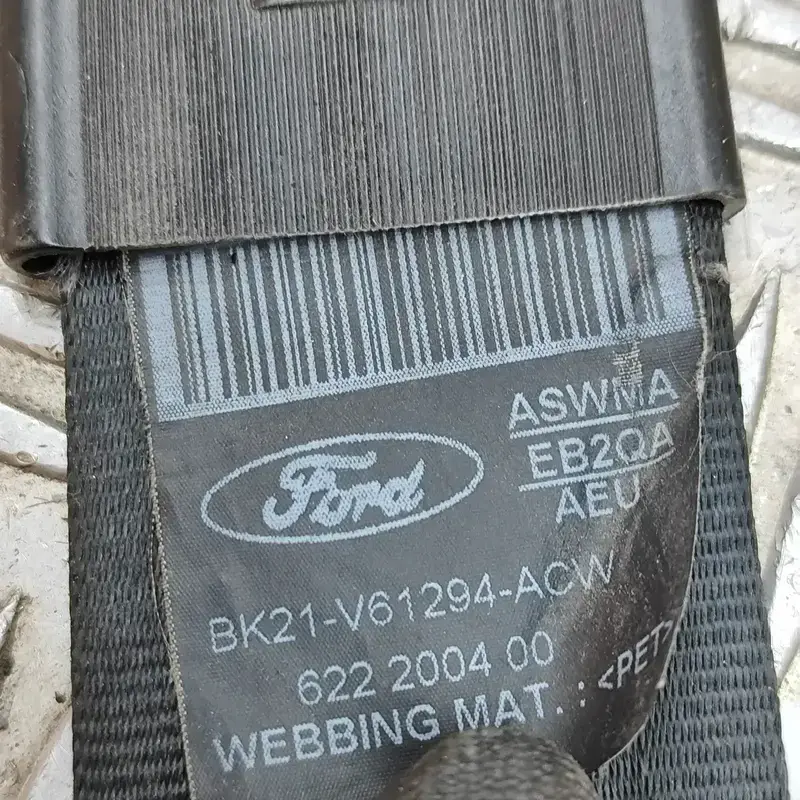 ASWMA
EB2QA
AEU
Ford
BK21-V61294-ACW
622 2004 00
WEBBING MAT. : <PET>